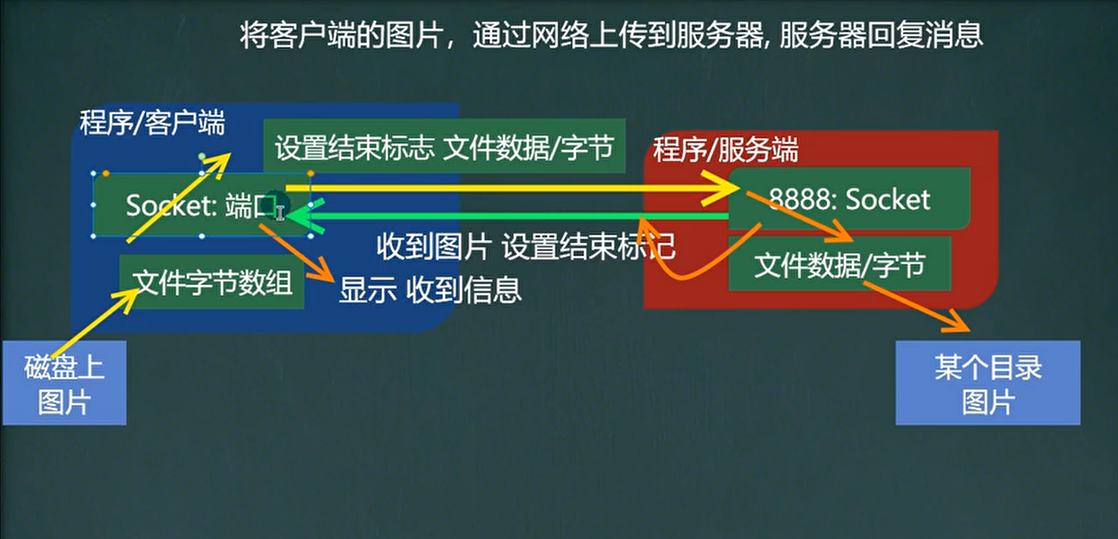 将客户端的图片，通过网络上传到服务器, 服务器回复消息
程序/客户端
设置结束标志 文件数据/字节
程序/服务端
Socket: 端口
8888: Socket
收到图片 设置结束标记
文件数据/字节
文件字节数组
显示 收到信息
磁盘上
图片
某个目录
图片